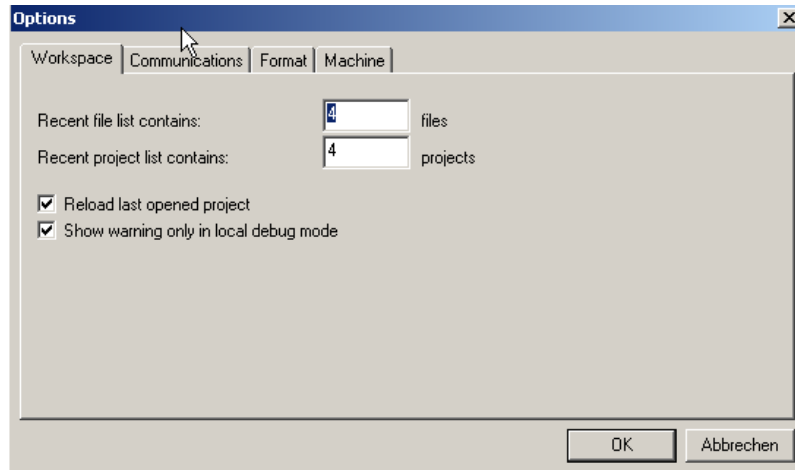 Options
Workspace Communications Format Machine
Recent file list contains: 4 files
Recent project list contains: 4 projects
Reload last opened project
Show warning only in local debug mode
OK Abbrechen